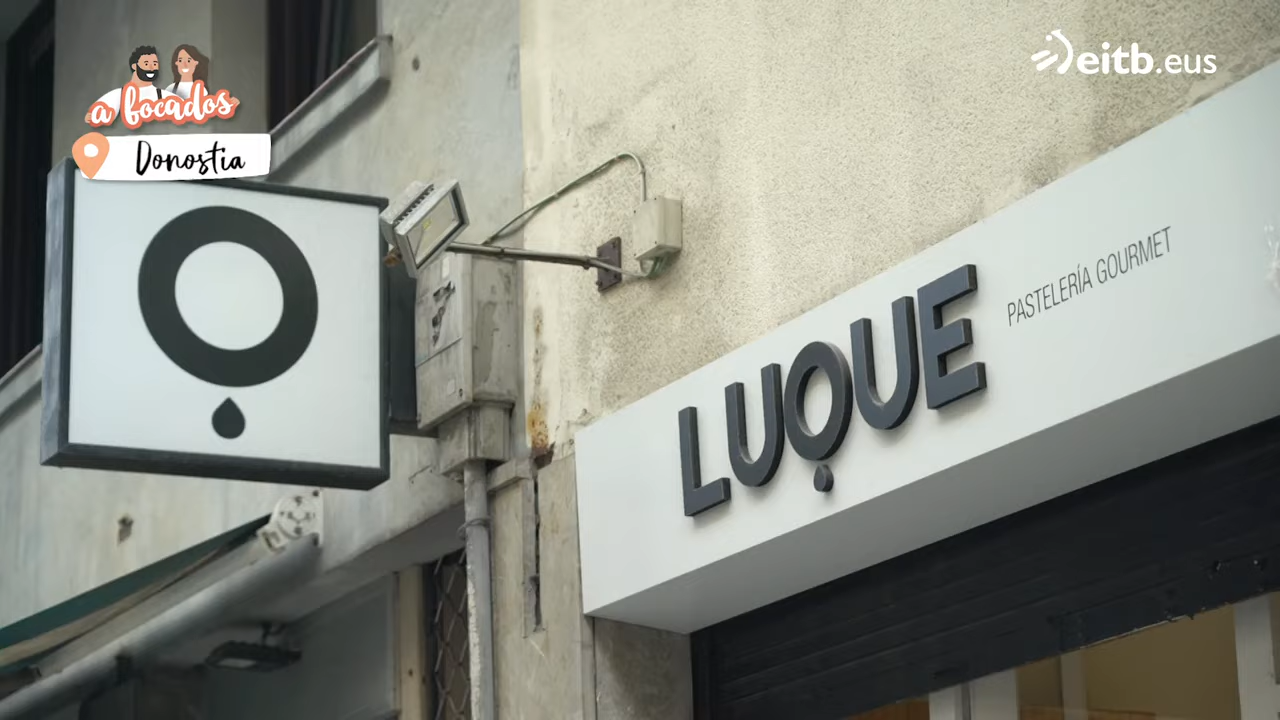 a bocados
Donostia
eitb.eus
LUQUE
PASTELERÍA GOURMET